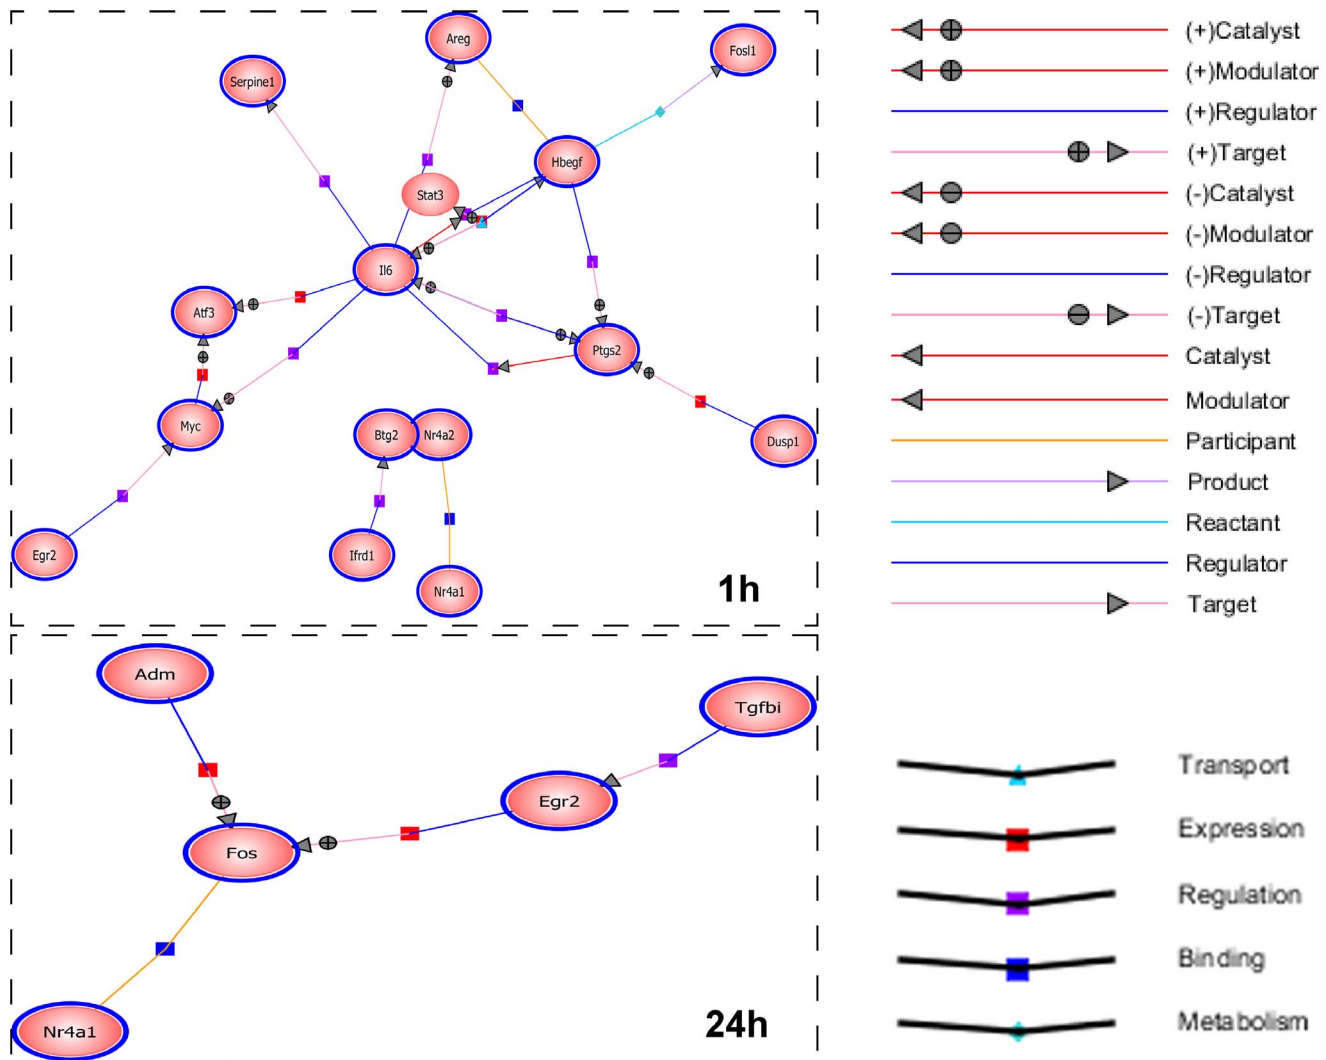 Areg
Fosl1
Serpine1
Hbegf
Stat3
Il6
Atf3
Ptgs2
Myc
Btg2
Nr4a2
Dusp1
Egr2
Ifrd1
Nr4a1
1h
Adm
Tgfbi
Egr2
Fos
Nr4a1
24h
(+)Catalyst
(+)Modulator
(+)Regulator
(+)Target
(-)Catalyst
(-)Modulator
(-)Regulator
(-)Target
Catalyst
Modulator
Participant
Product
Reactant
Regulator
Target
Transport
Expression
Regulation
Binding
Metabolism